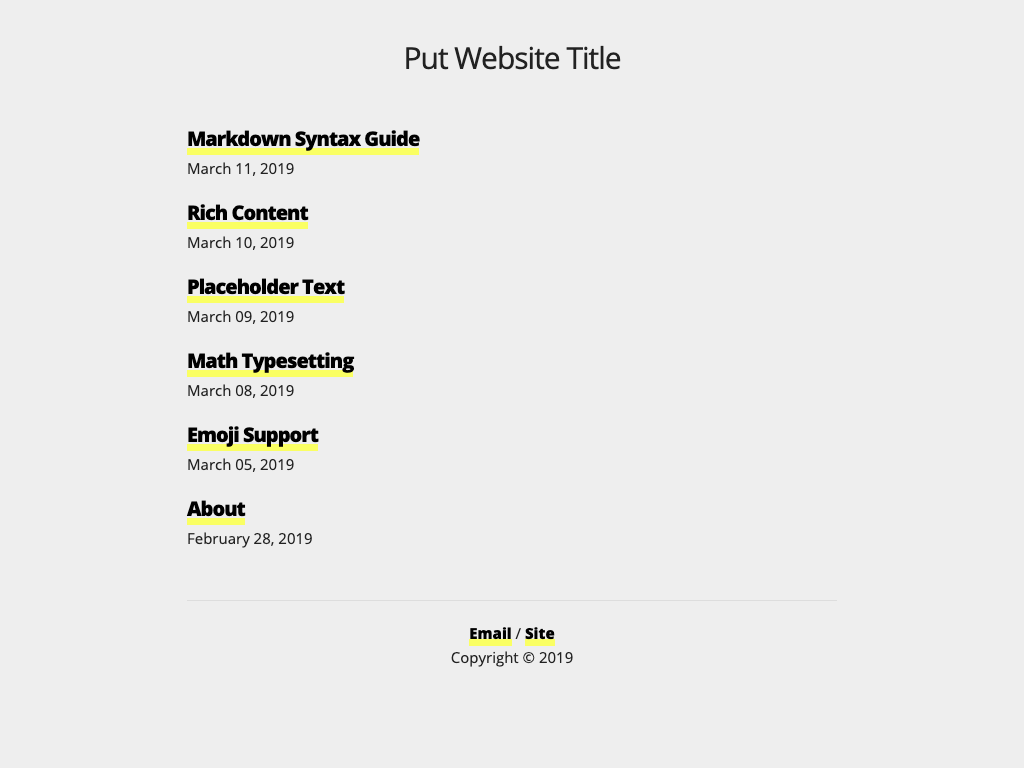 Put Website Title
Markdown Syntax Guide
March 11, 2019
Rich Content
March 10, 2019
Placeholder Text
March 09, 2019
Math Typesetting
March 08, 2019
Emoji Support
March 05, 2019
About
February 28, 2019
Email / Site
Copyright © 2019